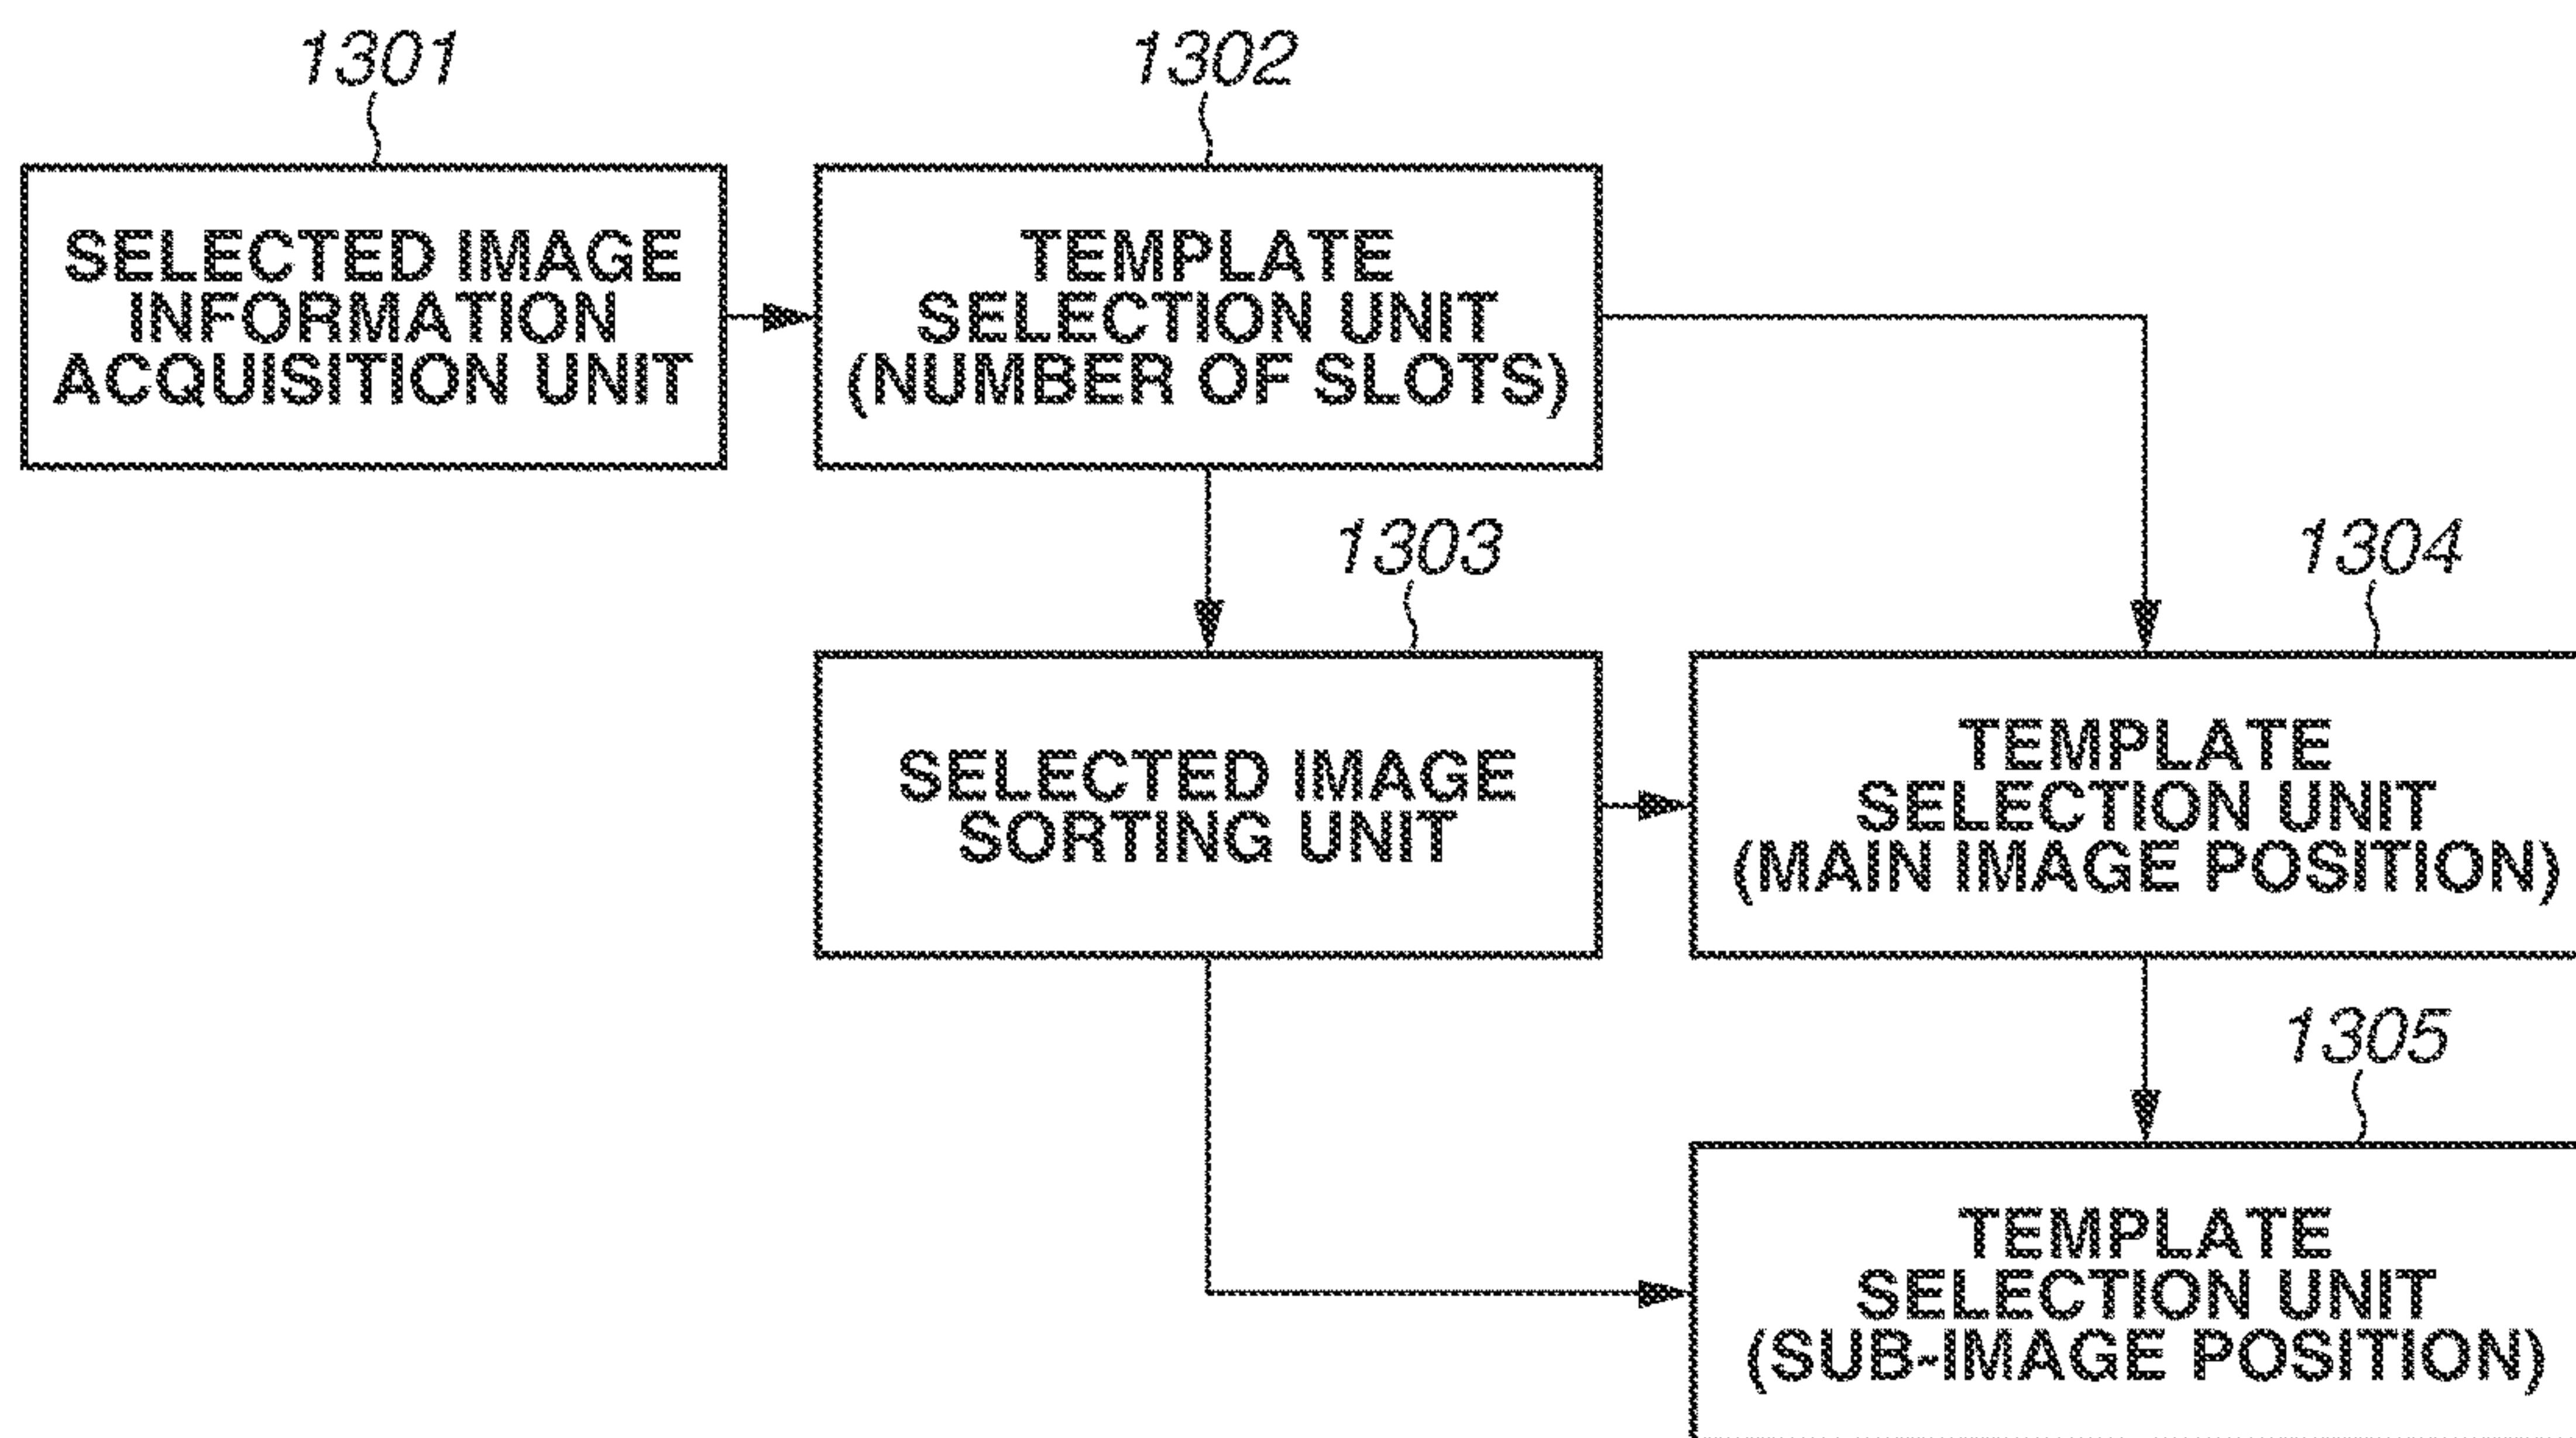 1301
SELECTED IMAGE
INFORMATION
ACQUISITION UNIT
1302
TEMPLATE
SELECTION UNIT
(NUMBER OF SLOTS)
1303
SELECTED IMAGE
SORTING UNIT
1304
TEMPLATE
SELECTION UNIT
(MAIN IMAGE POSITION)
1305
TEMPLATE
SELECTION UNIT
(SUB-IMAGE POSITION)